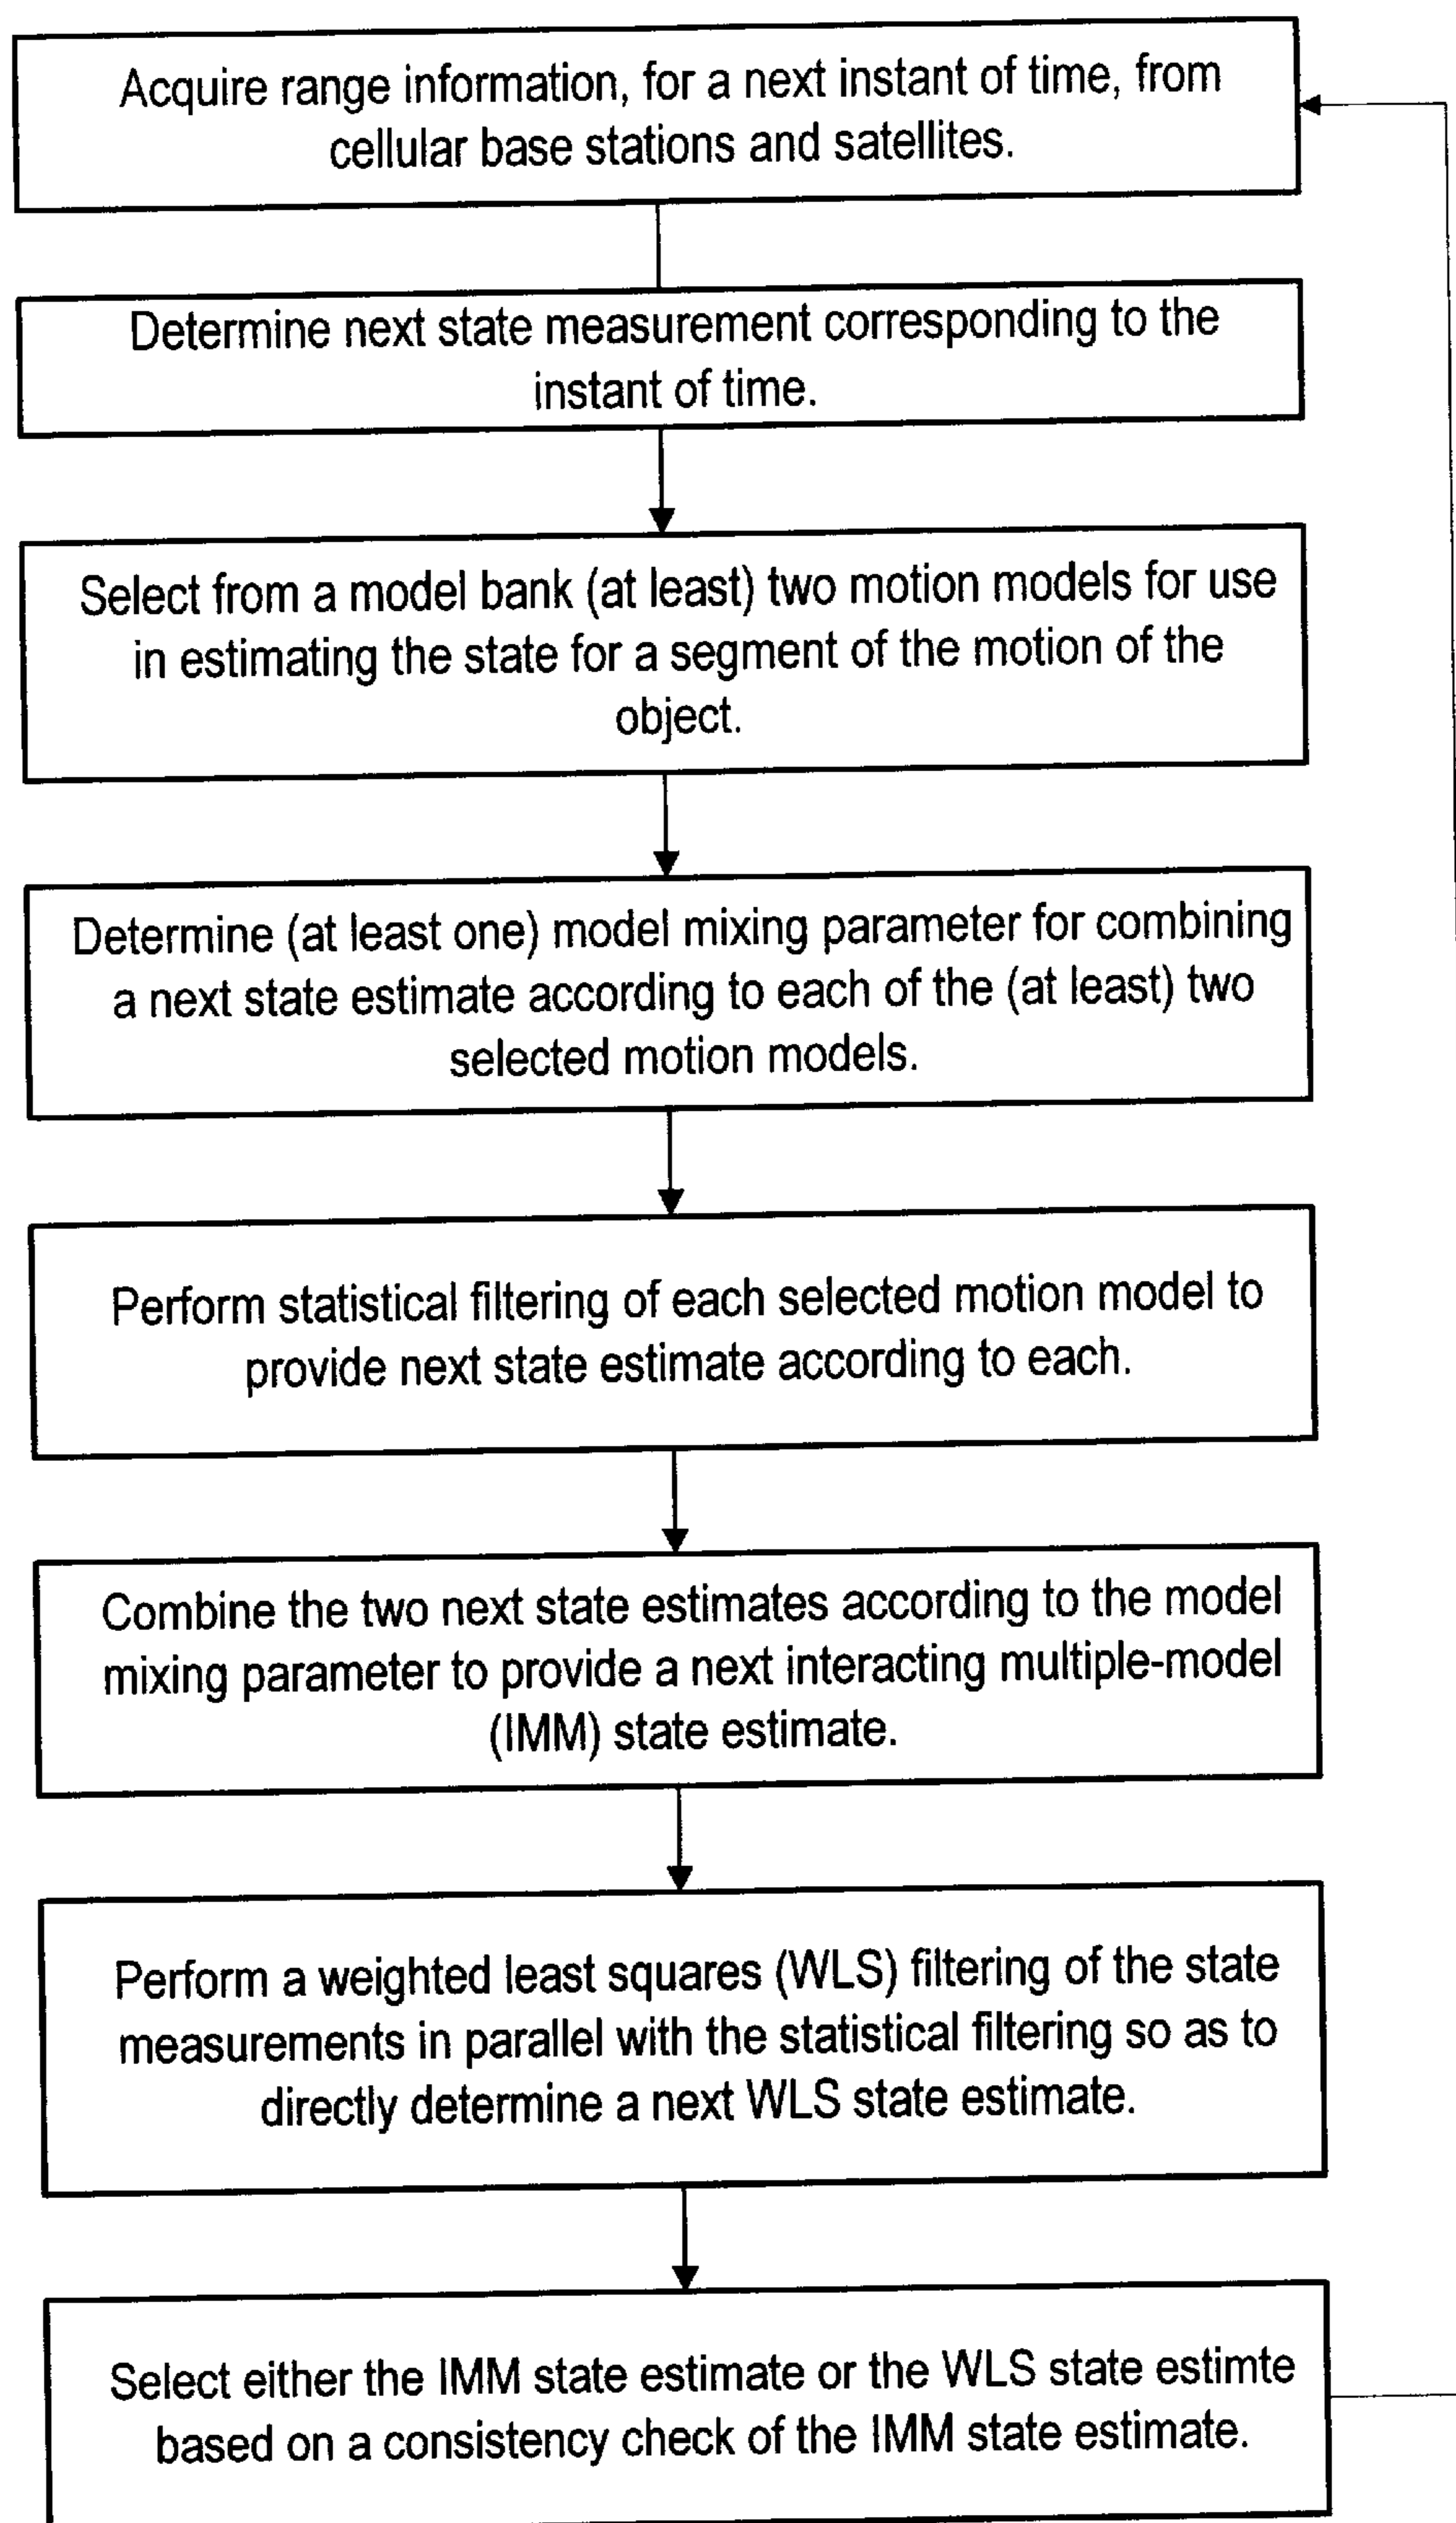 Acquire range information, for a next instant of time, from
cellular base stations and satellites.
Determine next state measurement corresponding to the
instant of time.
Select from a model bank (at least) two motion models for use
in estimating the state for a segment of the motion of the
object.
Determine (at least one) model mixing parameter for combining
a next state estimate according to each of the (at least) two
selected motion models.
Perform statistical filtering of each selected motion model to
provide next state estimate according to each.
Combine the two next state estimates according to the model
mixing parameter to provide a next interacting multiple-model
(IMM) state estimate.
Perform a weighted least squares (WLS) filtering of the state
measurements in parallel with the statistical filtering so as to
directly determine a next WLS state estimate.
Select either the IMM state estimate or the WLS state estimte
based on a consistency check of the IMM state estimate.